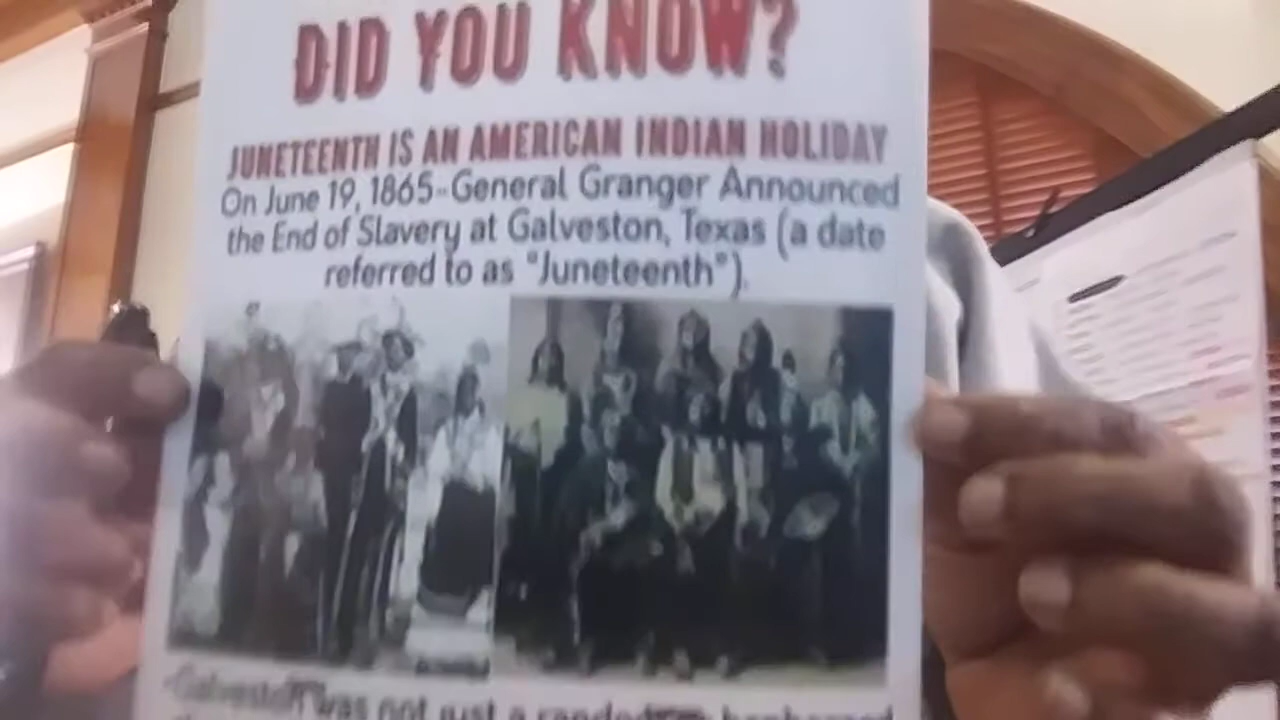 DID YOU KNOW?
JUNETEENTH IS AN AMERICAN INDIAN HOLIDAY
On June 19, 1865-General Granger Announced
the End of Slavery at Galveston, Texas (a date
referred to as "Juneteenth").
Galveston was not just a